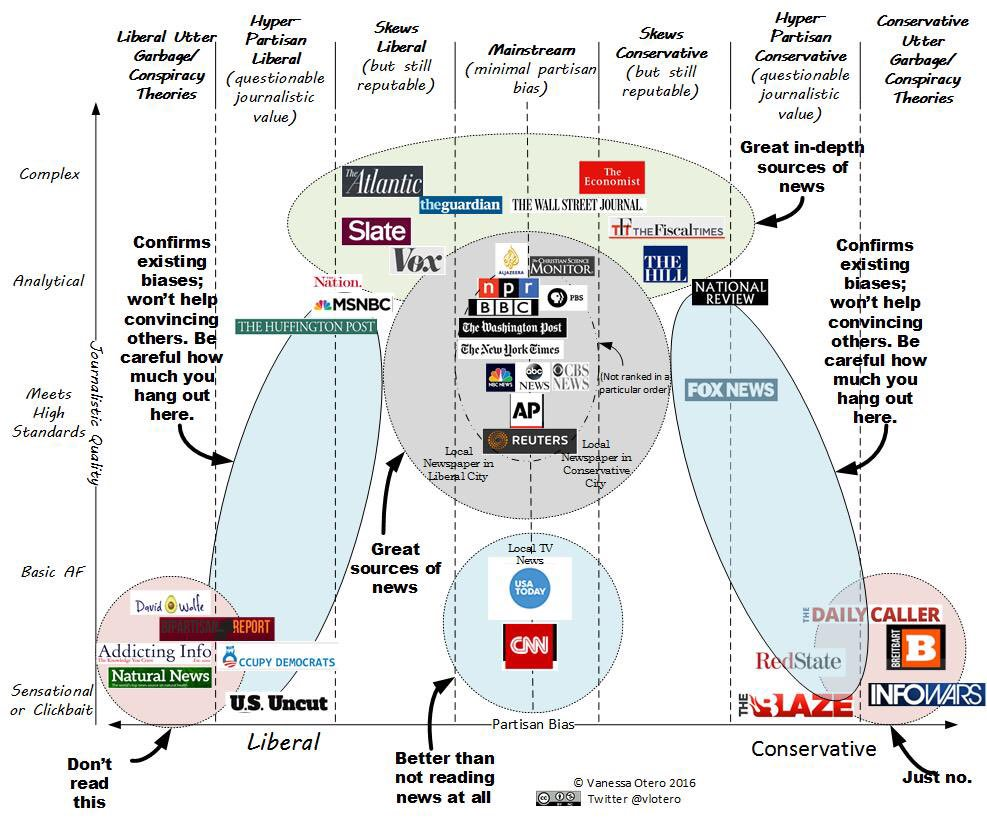 Liberal Utter
Garbage/
Conspiracy
Theories
Hyper-
Partisan
Liberal
(questionable
journalistic
value)
Skews
Liberal
(but still
reputable)
Mainstream
(minimal partisan
bias)
Skews
Conservative
(but still
reputable)
Hyper-
Partisan
Conservative
(questionable
journalistic
value)
Conservative
Utter
Garbage/
Conspiracy
Theories
Journalistic Quality
Complex
Analytical
Meets
High
Standards
Basic AF
Sensational
or Clickbait
Great in-depth
sources of
news
The Atlantic
theguardian
The
Economist
THE WALL STREET JOURNAL.
Slate
Vox
THE FISCAL TIMES
THE
HILL
NATIONAL
REVIEW
The Nation.
MSNBC
THE HUFFINGTON POST
ALJAZEERA
The CHRISTIAN SCIENCE
MONITOR
npr
PBS
BBC
The Washington Post
The New York Times
NBC NEWS
abc
NEWS
CBS
NEWS
AP
REUTERS
(Not ranked in a
particular order)
Local
Newspaper in
Liberal City
Local
Newspaper in
Conservative
City
Confirms
existing
biases;
won't help
convincing
others. Be
careful how
much you
hang out
here.
Confirms
existing
biases;
won't help
convincing
others. Be
careful how
much you
hang out
here.
FOX NEWS
Great
sources of
news
Local TV
News
USA
TODAY
CNN
David Wolfe
BIPARTISAN REPORT
Addicting Info
The Knowledge You Crave
Natural News
OCCUPY DEMOCRATS
U.S. Uncut
THE DAILY CALLER
BREITBART
B
RedState
THE BLAZE
INFOWARS
Partisan Bias
Liberal
Conservative
Don't
read
this
Better than
not reading
news at all
Just no.
© Vanessa Otero 2016
Twitter @vlotero
cc BY NC